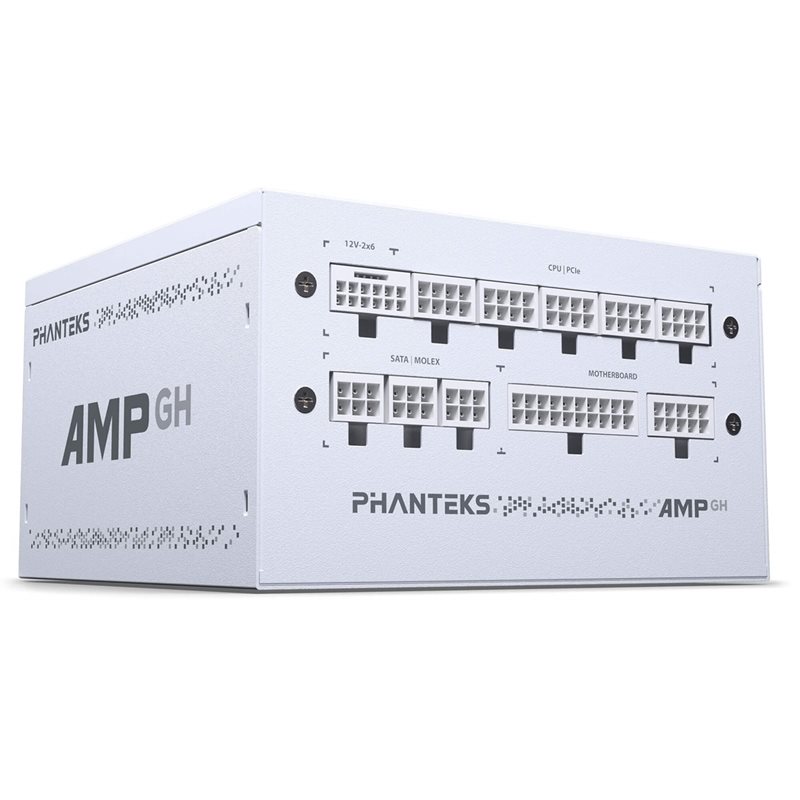 PHANTEKS
AMP GH
12V-2x6
CPU | PCIe
SATA | MOLEX
MOTHERBOARD
PHANTEKS AMP GH